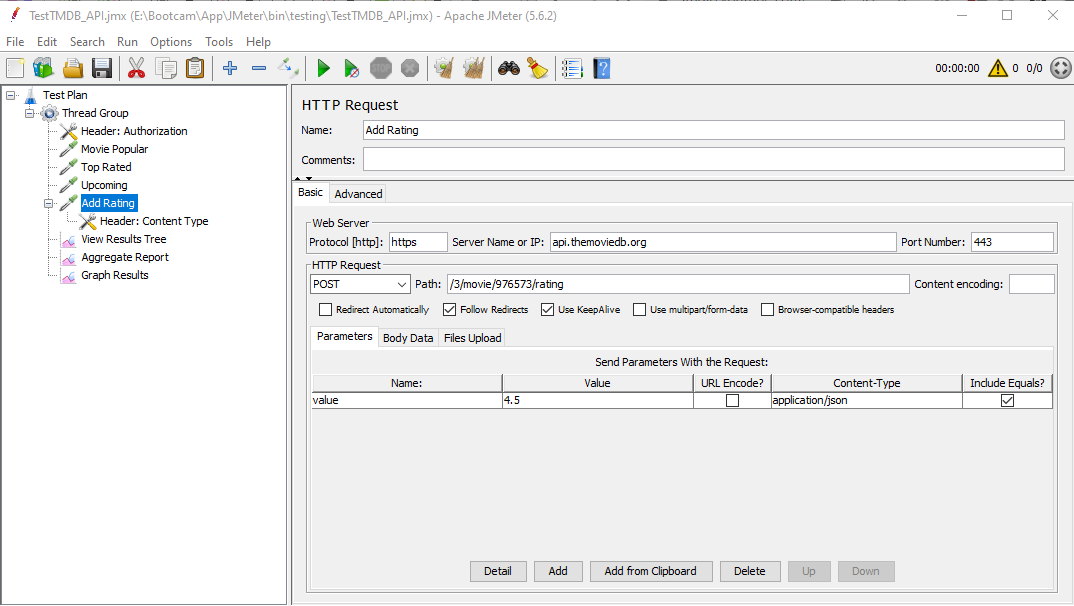 TestTMDB_API.jmx (E:\Bootcam\App\JMeter\bin\testing\TestTMDB_API.jmx) - Apache JMeter (5.6.2)
File Edit Search Run Options Tools Help
STOP 00:00:00 0 0/0
Test Plan
Thread Group
Header: Authorization
Movie Popular
Top Rated
Upcoming
Add Rating
Header: Content Type
View Results Tree
Aggregate Report
Graph Results
HTTP Request
Name: Add Rating
Comments:
Basic Advanced
Web Server
Protocol [http]: https Server Name or IP: api.themoviedb.org Port Number: 443
HTTP Request
POST Path: /3/movie/976573/rating Content encoding:
Redirect Automatically Follow Redirects Use KeepAlive Use multipart/form-data Browser-compatible headers
Parameters Body Data Files Upload
Send Parameters With the Request:
Name: Value URL Encode? Content-Type Include Equals?
value 4.5 application/json
Detail Add Add from Clipboard Delete Up Down